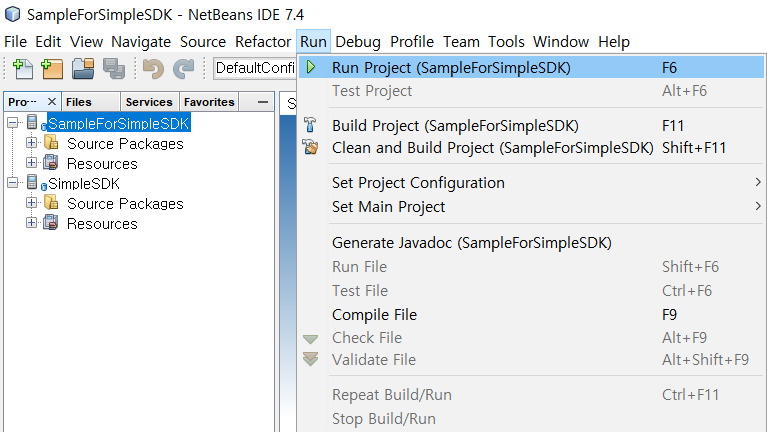 SampleForSimpleSDK - NetBeans IDE 7.4
File Edit View Navigate Source Refactor Run Debug Profile Team Tools Window Help
DefaultConfi
Pro··· Files Services Favorites
S
SampleForSimpleSDK
Source Packages
Resources
SimpleSDK
Source Packages
Resources
Run Project (SampleForSimpleSDK) F6
Test Project Alt+F6
Build Project (SampleForSimpleSDK) F11
Clean and Build Project (SampleForSimpleSDK) Shift+F11
Set Project Configuration
Set Main Project
Generate Javadoc (SampleForSimpleSDK)
Run File Shift+F6
Test File Ctrl+F6
Compile File F9
Check File Alt+F9
Validate File Alt+Shift+F9
Repeat Build/Run Ctrl+F11
Stop Build/Run